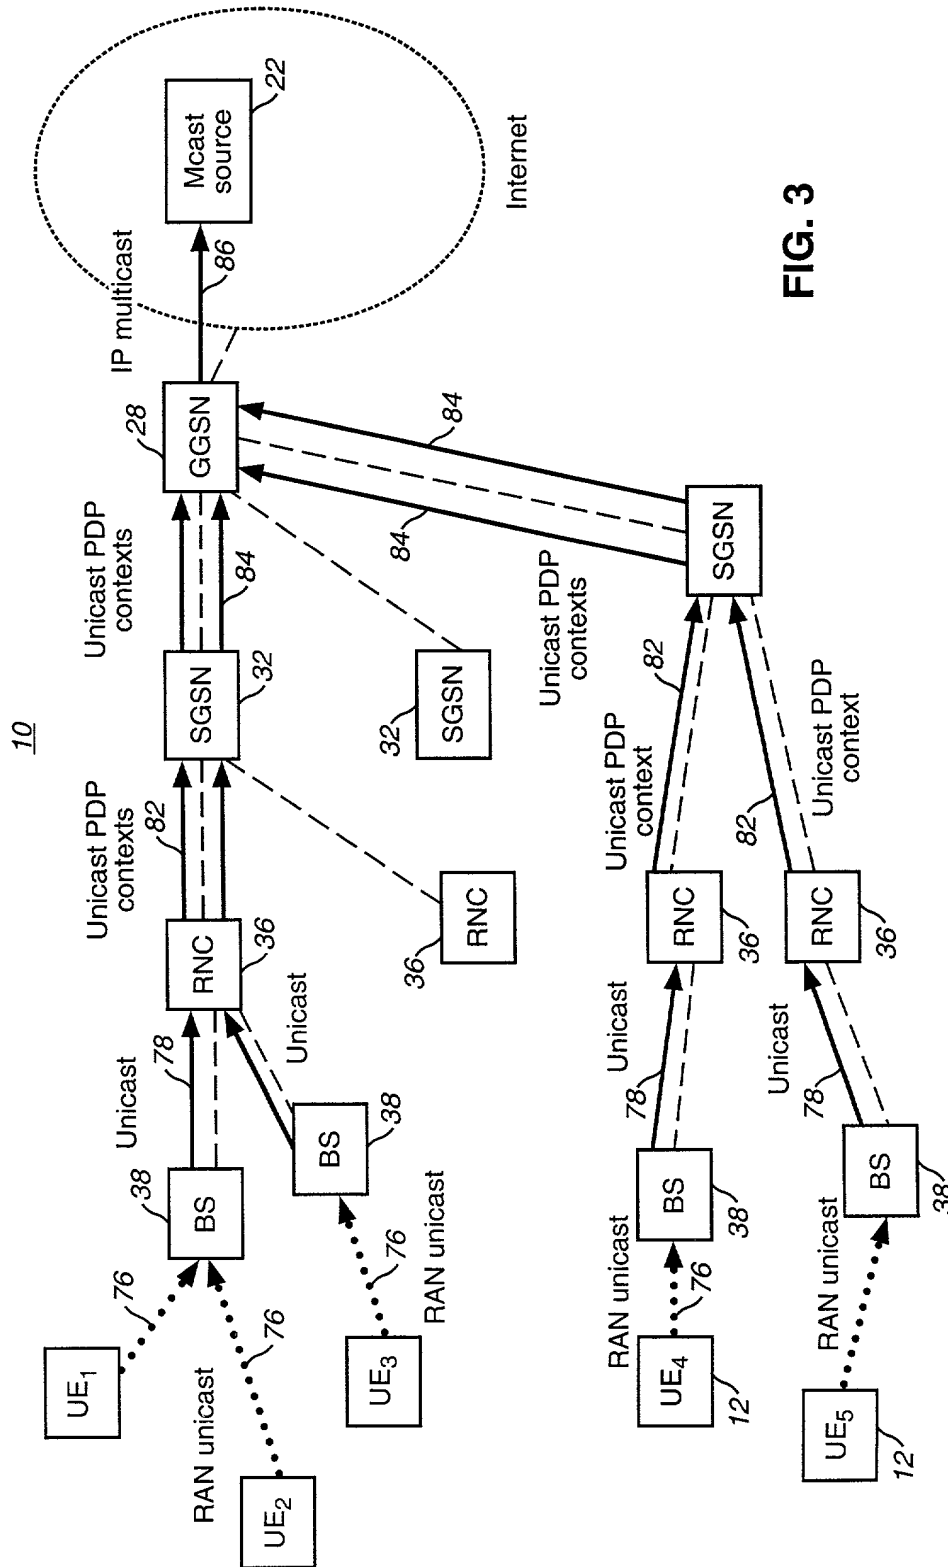 10
UE1
76
RAN unicast
UE2
76
38
BS
Unicast
78
UE3
76
RAN unicast
BS
38
Unicast
RNC
36
Unicast PDP
contexts
82
36
RNC
SGSN
32
32
SGSN
Unicast PDP
contexts
84
28
GGSN
IP multicast
86
Mcast
source
22
Internet
84
84
Unicast PDP
contexts
SGSN
UE4
12
RAN unicast
76
BS
38
Unicast
78
RNC
36
Unicast PDP
context
82
UE5
12
RAN unicast
BS
38
Unicast
78
RNC
36
82
Unicast PDP
context
FIG. 3